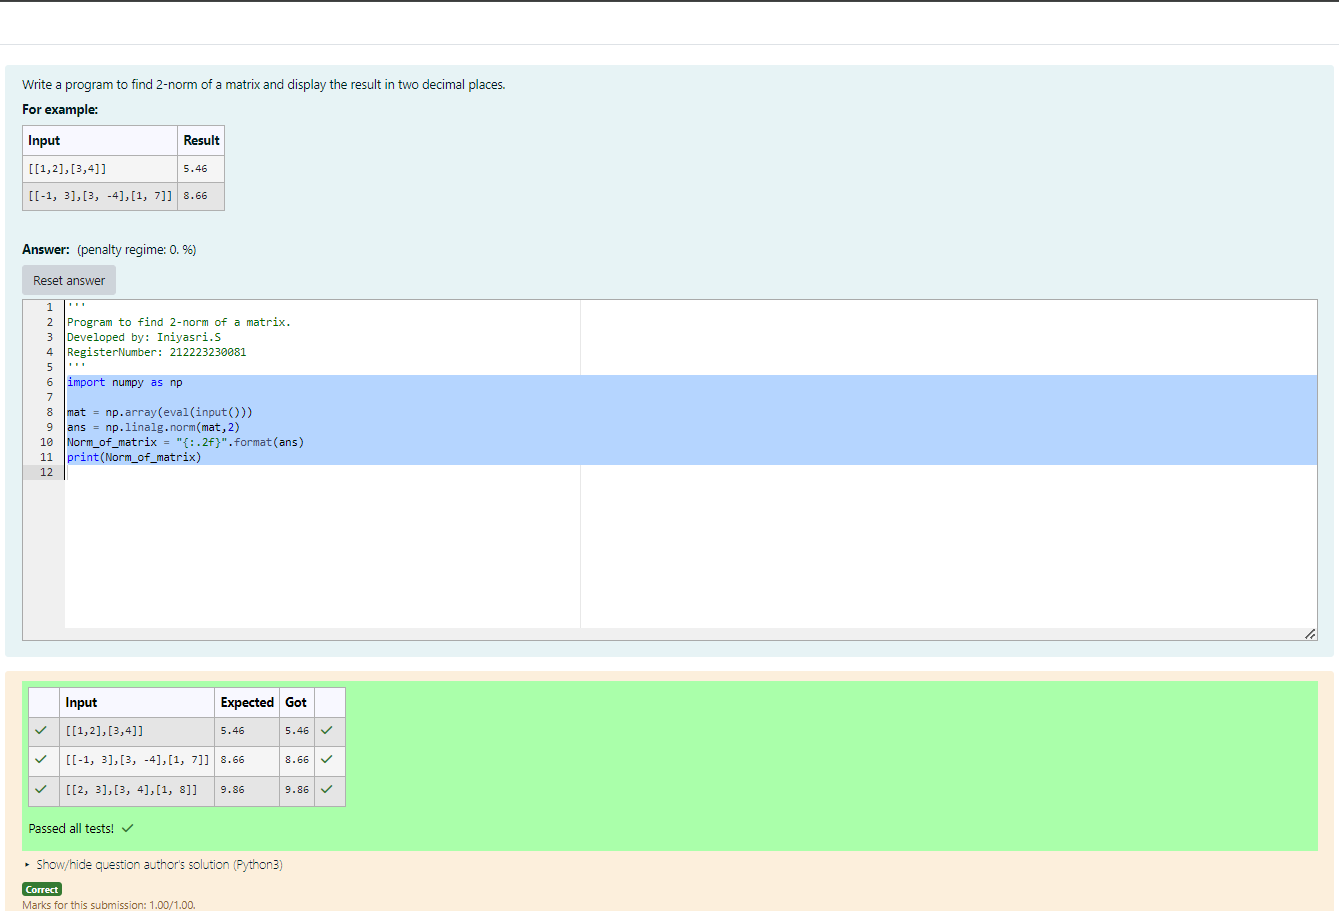 Write a program to find 2-norm of a matrix and display the result in two decimal places.
For example:
Input Result
[[1,2],[3,4]] 5.46
[[-1, 3],[3, -4],[1, 7]] 8.66
Answer: (penalty regime: 0. %)
Reset answer
1 '''
2 Program to find 2-norm of a matrix.
3 Developed by: Iniyasri.S
4 RegisterNumber: 212223230081
5 '''
6 import numpy as np
7
8 mat = np.array(eval(input()))
9 ans = np.linalg.norm(mat,2)
10 Norm_of_matrix = "{:.2f}".format(ans)
11 print(Norm_of_matrix)
12
Input Expected Got
[[1,2],[3,4]] 5.46 5.46
[[-1, 3],[3, -4],[1, 7]] 8.66 8.66
[[2, 3],[3, 4],[1, 8]] 9.86 9.86
Passed all tests!
Show/hide question author's solution (Python3)
Correct
Marks for this submission: 1.00/1.00.